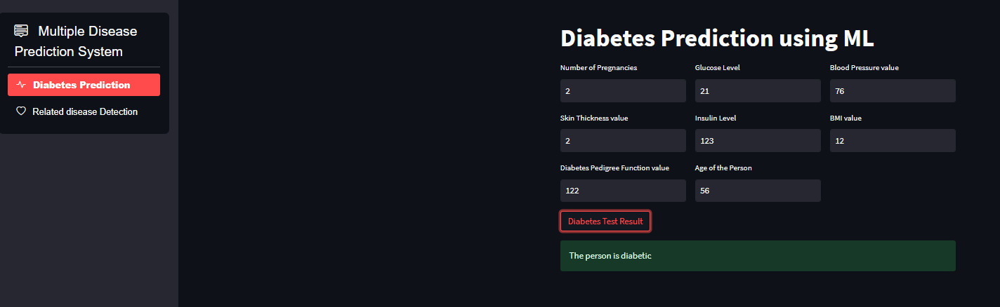 Multiple Disease
Prediction System
Diabetes Prediction
Related disease Detection
Diabetes Prediction using ML
Number of Pregnancies
Glucose Level
Blood Pressure value
2
21
76
Skin Thickness value
Insulin Level
BMI value
2
123
12
Diabetes Pedigree Function value
Age of the Person
122
56
Diabetes Test Result
The person is diabetic